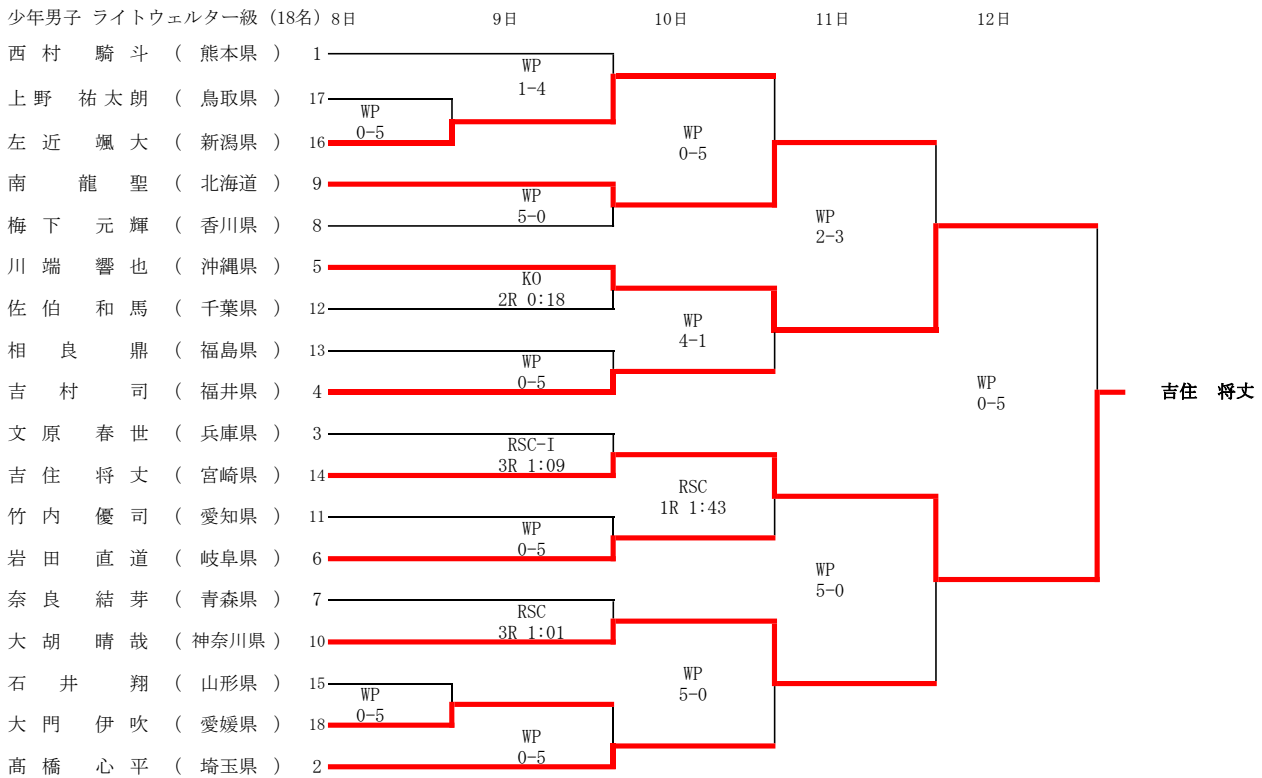 少年男子 ライトウェルター級 (18名) 8日 9日 10日 11日 12日
西村 騎斗 ( 熊本県 ) 1
WP
1-4
上野 祐太朗 ( 鳥取県 ) 17
WP
0-5
左近 颯大 ( 新潟県 ) 16
WP
0-5
南 龍聖 ( 北海道 ) 9
WP
5-0
梅下 元輝 ( 香川県 ) 8
WP
2-3
川端 響也 ( 沖縄県 ) 5
KO
2R 0:18
佐伯 和馬 ( 千葉県 ) 12
WP
4-1
相良 鼎 ( 福島県 ) 13
WP
0-5
吉村 司 ( 福井県 ) 4
WP
0-5
吉住 将丈
文原 春世 ( 兵庫県 ) 3
RSC-I
3R 1:09
吉住 将丈 ( 宮崎県 ) 14
RSC
1R 1:43
竹内 優司 ( 愛知県 ) 11
WP
0-5
岩田 直道 ( 岐阜県 ) 6
WP
5-0
奈良 結芽 ( 青森県 ) 7
RSC
3R 1:01
大胡 晴哉 ( 神奈川県 ) 10
WP
5-0
石井 翔 ( 山形県 ) 15
WP
0-5
大門 伊吹 ( 愛媛県 ) 18
WP
0-5
髙橋 心平 ( 埼玉県 ) 2